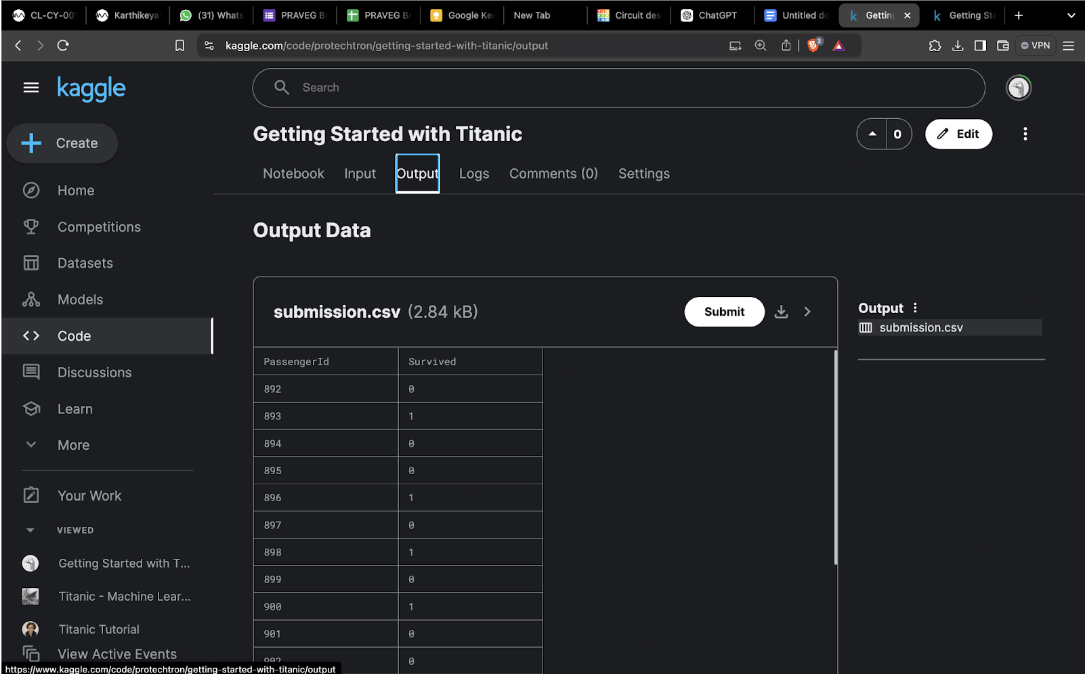 CL-CY-00
Karthikeya
(31) Whats
PRAVEG B
PRAVEG B
Google Kee
New Tab
Circuit des
ChatGPT
Untitled do
Getting
Getting Sta
kaggle.com/code/protechtron/getting-started-with-titanic/output
VPN
kaggle
Search
Create
Getting Started with Titanic
0
Edit
Notebook Input Output Logs Comments (0) Settings
Home
Competitions
Datasets
Models
Code
Discussions
Learn
More
Your Work
VIEWED
Getting Started with T...
Titanic - Machine Lear...
Titanic Tutorial
View Active Events
Output Data
submission.csv (2.84 kB)
Submit
PassengerId Survived
892 0
893 1
894 0
895 0
896 1
897 0
898 1
899 0
900 1
901 0
902 0
Output
submission.csv
https://www.kaggle.com/code/protechtron/getting-started-with-titanic/output